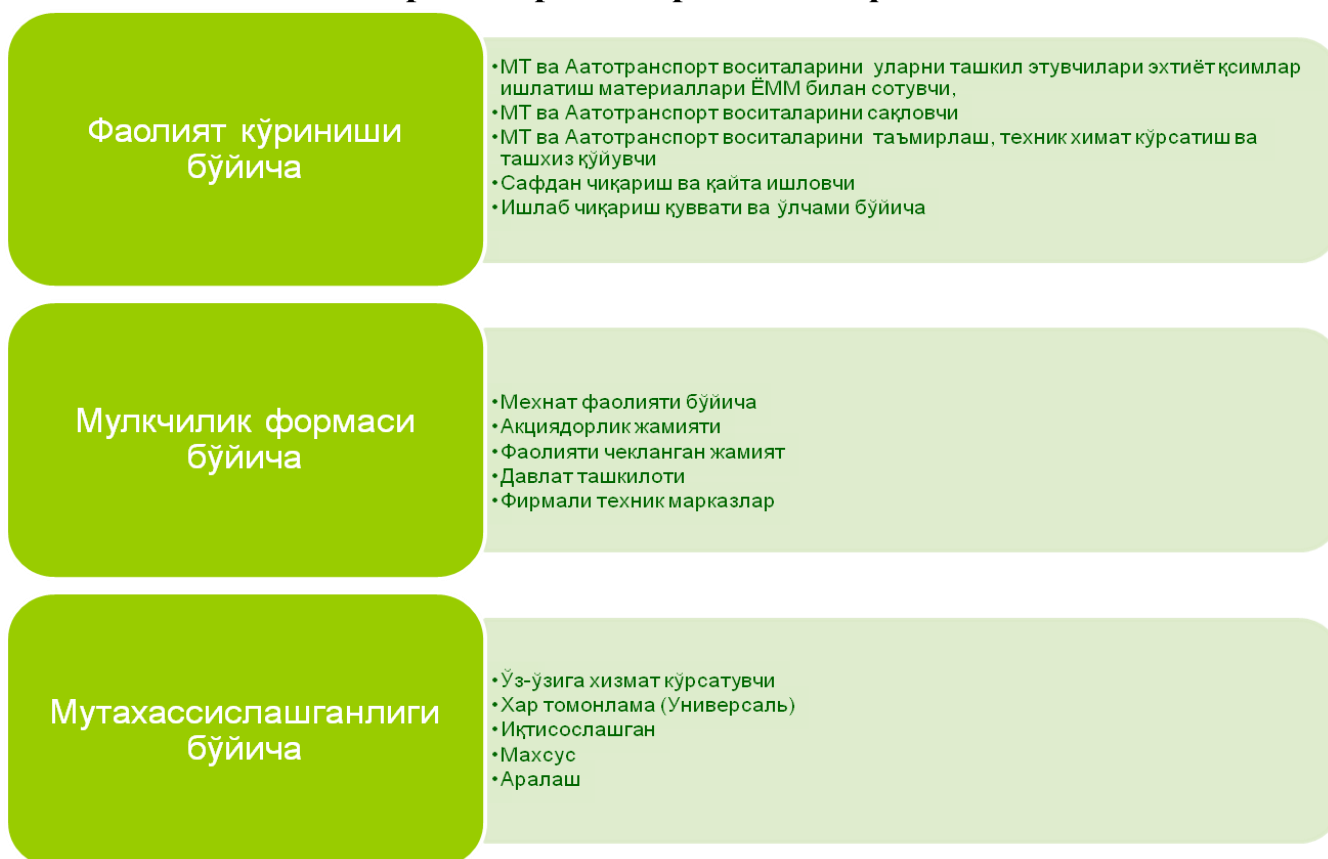 Фаолият кўриниши
бўйича
•МТ ва Аатотранспорт воситаларини уларни ташкил этувчилари эхтиёт қсимлар
ишлатиш материаллари ЁММ билан сотувчи,
•МТ ва Аатотранспорт воситаларини сақловчи
•МТ ва Аатотранспорт воситаларини таъмирлаш, техник химат кўрсатиш ва
ташхиз қўйувчи
•Сафдан чиқариш ва қайта ишловчи
•Ишлаб чиқариш қуввати ва ўлчами бўйича
Мулкчилик формаси
бўйича
•Мехнат фаолияти бўйича
•Акциядорлик жамияти
•Фаолияти чекланган жамият
•Давлат ташкилоти
•Фирмали техник марказлар
Мутахассислашганлиги
бўйича
•Ўз-ўзига хизмат кўрсатувчи
•Хар томонлама (Универсаль)
•Иқтисослашган
•Махсус
•Аралаш